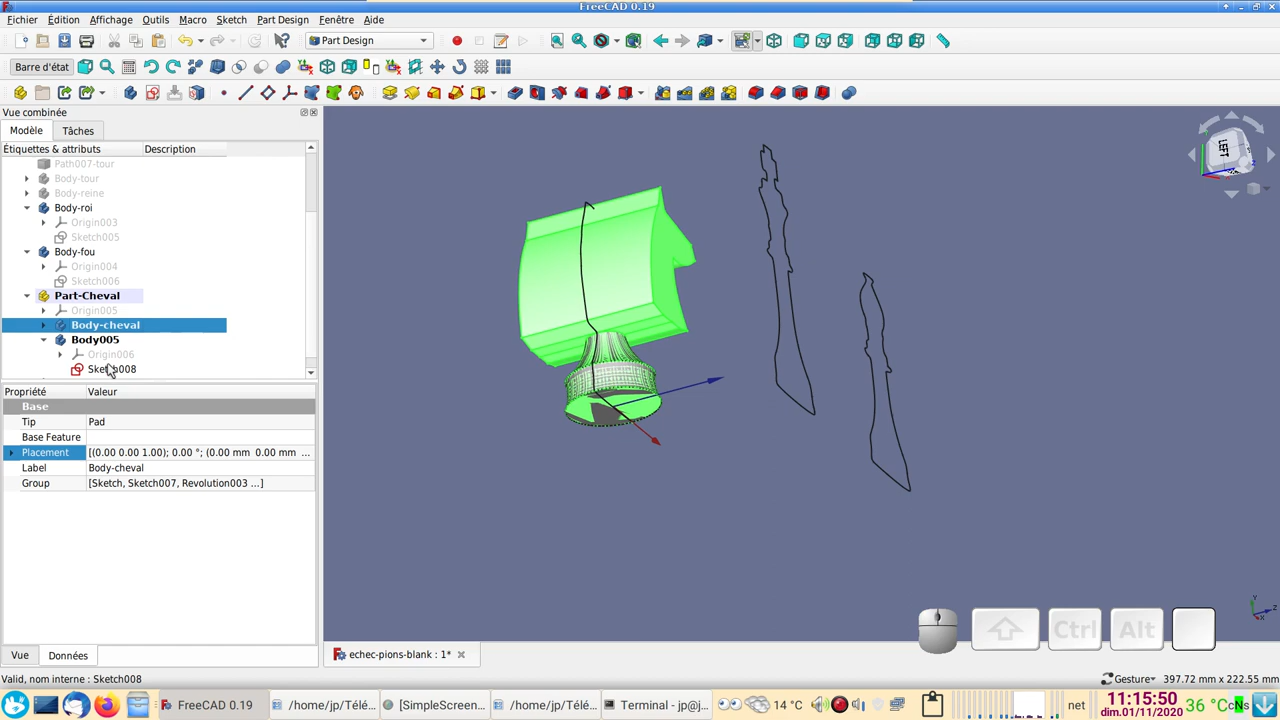 FreeCAD 0.19
Fichier Édition Affichage Outils Macro Sketch Part Design Fenêtre Aide
Part Design
Barre d'état
Vue combinée
Modèle Tâches
Étiquettes & attributs Description
Path007-tour
Body-tour
Body-reine
Body-roi
Origin003
Sketch005
Body-fou
Origin004
Sketch006
Part-Cheval
Origin005
Body-cheval
Body005
Origin006
Sketch008
Propriété Valeur
Base
Tip Pad
Base Feature
Placement [(0.00 0.00 1.00); 0.00 °; (0.00 mm 0.00 mm ...
Label Body-cheval
Group [Sketch, Sketch007, Revolution003 ...]
LEFT
Y
Z
X
Ctrl Alt
Vue Données
echec-pions-blank : 1*
Valid, nom interne : Sketch008
Gesture 397.72 mm x 222.55 mm
FreeCAD 0.19 /home/jp/Télé... [SimpleScreen... /home/jp/Télé... Terminal - jp@j...
14 °C
net
11:15:50
dim.01/11/2020
36 °C
cNs